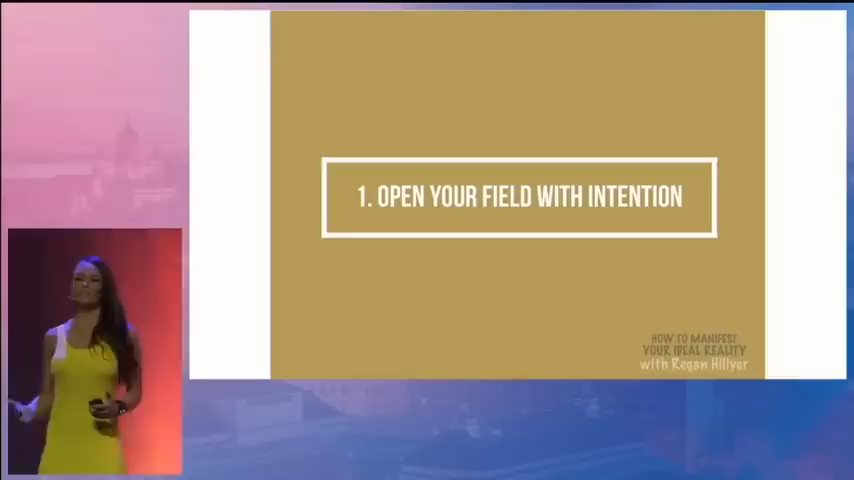 1. OPEN YOUR FIELD WITH INTENTION
HOW TO MANIFEST
YOUR IDEAL REALITY
with Regan Hillyer